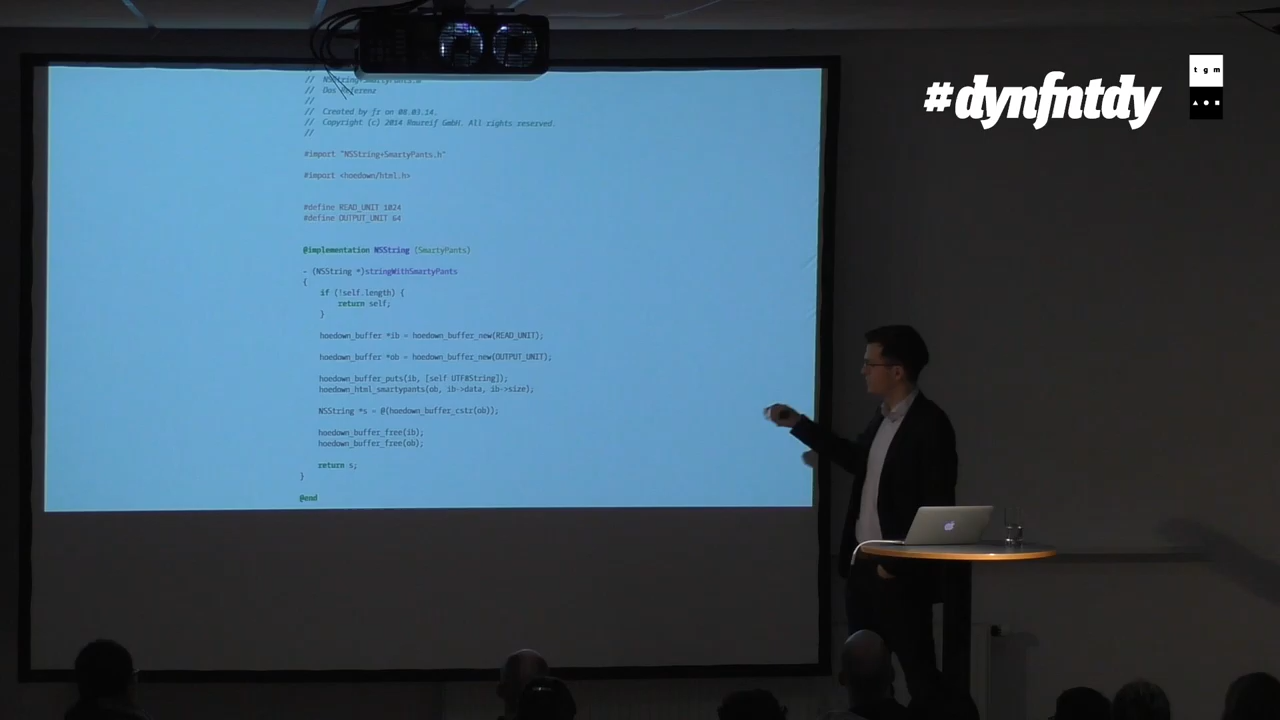 // NSString+SmartyPants.m
// Das Referenz
//
// Created by fr on 08.03.14.
// Copyright (c) 2014 Raureif GmbH. All rights reserved.
//
#import "NSString+SmartyPants.h"
#import <hoedown/html.h>
#define READ_UNIT 1024
#define OUTPUT_UNIT 64
@implementation NSString (SmartyPants)
- (NSString *)stringWithSmartyPants
{
if (!self.length) {
return self;
}
hoedown_buffer *ib = hoedown_buffer_new(READ_UNIT);
hoedown_buffer *ob = hoedown_buffer_new(OUTPUT_UNIT);
hoedown_buffer_puts(ib, [self UTF8String]);
hoedown_html_smartypants(ob, ib->data, ib->size);
NSString *s = @(hoedown_buffer_cstr(ob));
hoedown_buffer_free(ib);
hoedown_buffer_free(ob);
return s;
}
@end
#dynfntdy
tgm